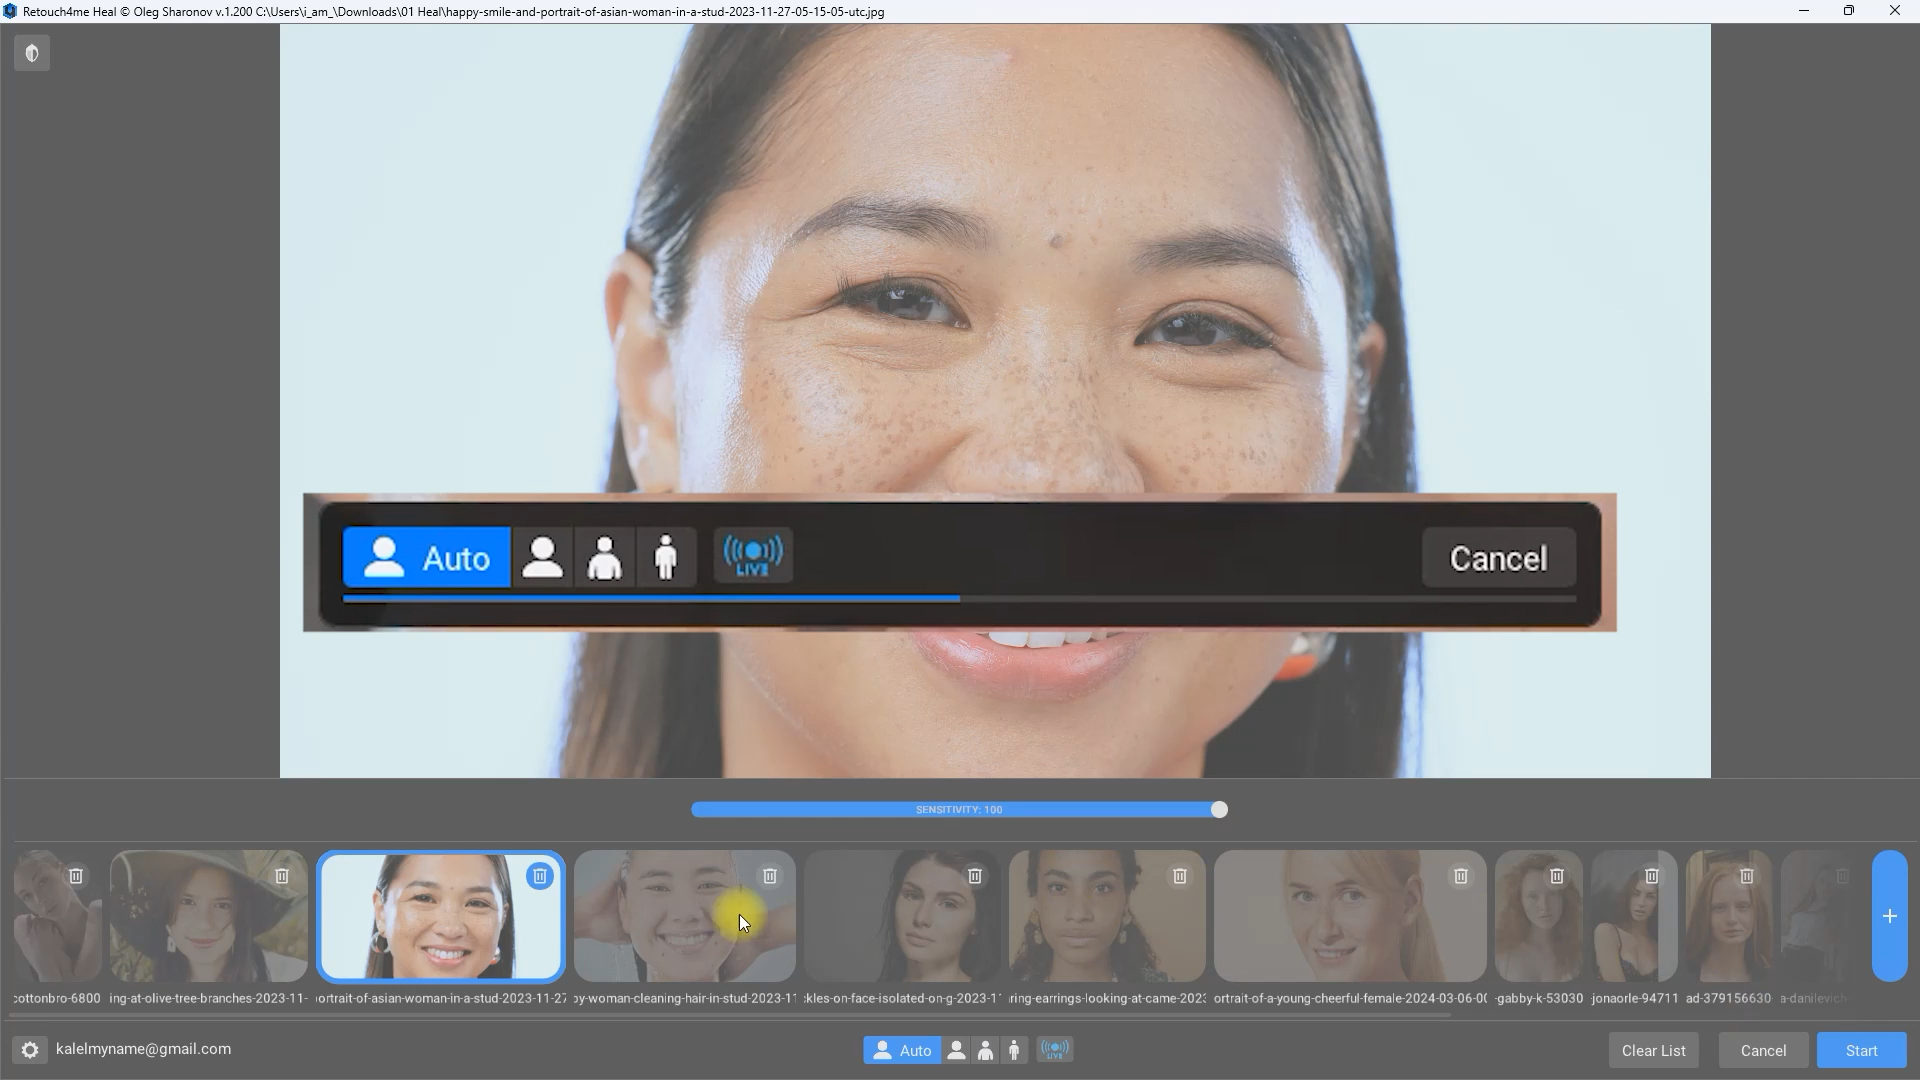 Retouch4me Heal © Oleg Sharonov v.1.200 C:\Users\i_am_\Downloads\01 Heal\happy-smile-and-portrait-of-asian-woman-in-a-stud-2023-11-27-05-15-05-utc.jpg
Auto
LIVE
Cancel
SENSITIVITY: 100
cottonbro-6800
ing-at-olive-tree-branches-2023-11-
ortrait-of-asian-woman-in-a-stud-2023-11-27
py-woman-cleaning-hair-in-stud-2023-11
kles-on-face-isolated-on-g-2023-1
ring-earrings-looking-at-came-2023
ortrait-of-a-young-cheerful-female-2024-03-06-0
-gabby-k-53030
jonaorle-94711
ad-379156630
a-danilevich
kalelmyname@gmail.com
Auto
LIVE
Clear List
Cancel
Start